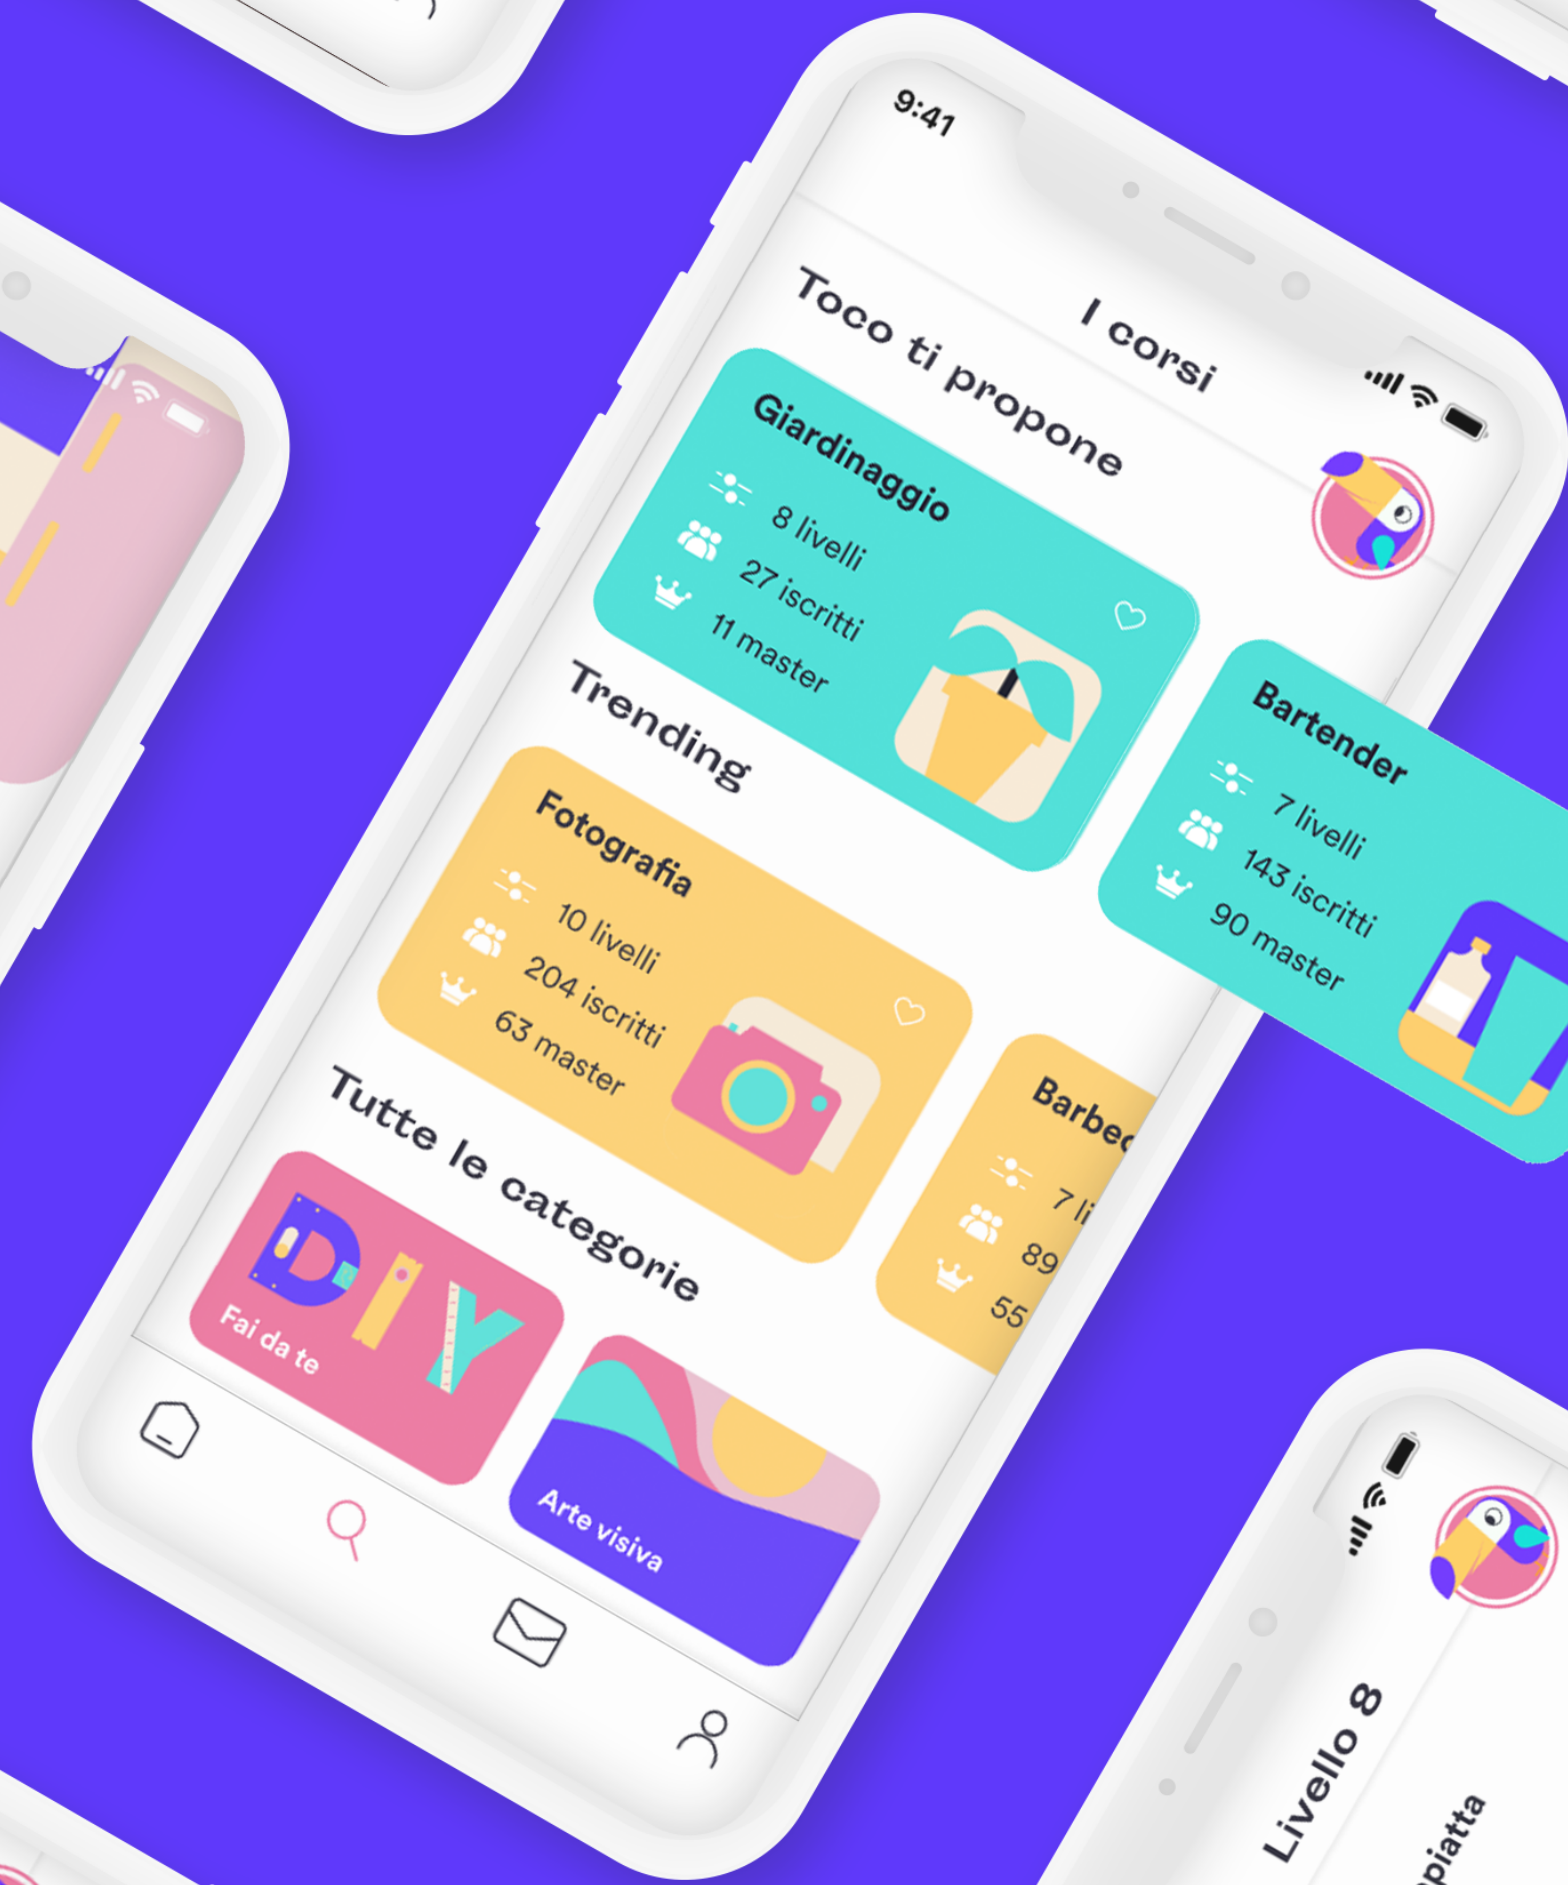 9:41
I corsi
Toco ti propone
Giardinaggio
8 livelli
27 iscritti
11 master
Bartender
7 livelli
143 iscritti
90 master
Trending
Fotografia
10 livelli
204 iscritti
63 master
7 li
89
55
Tutte le categorie
DIY
Fai da te
Arte visiva
Livello 8